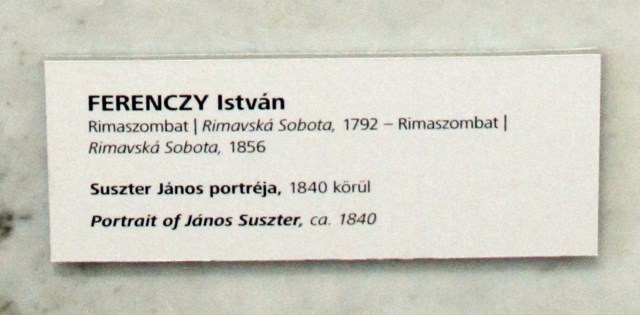 FERENCZY István
Rimaszombat | Rimavská Sobota, 1792 – Rimaszombat |
Rimavská Sobota, 1856
Suszter János portréja, 1840 körül
Portrait of János Suszter, ca. 1840